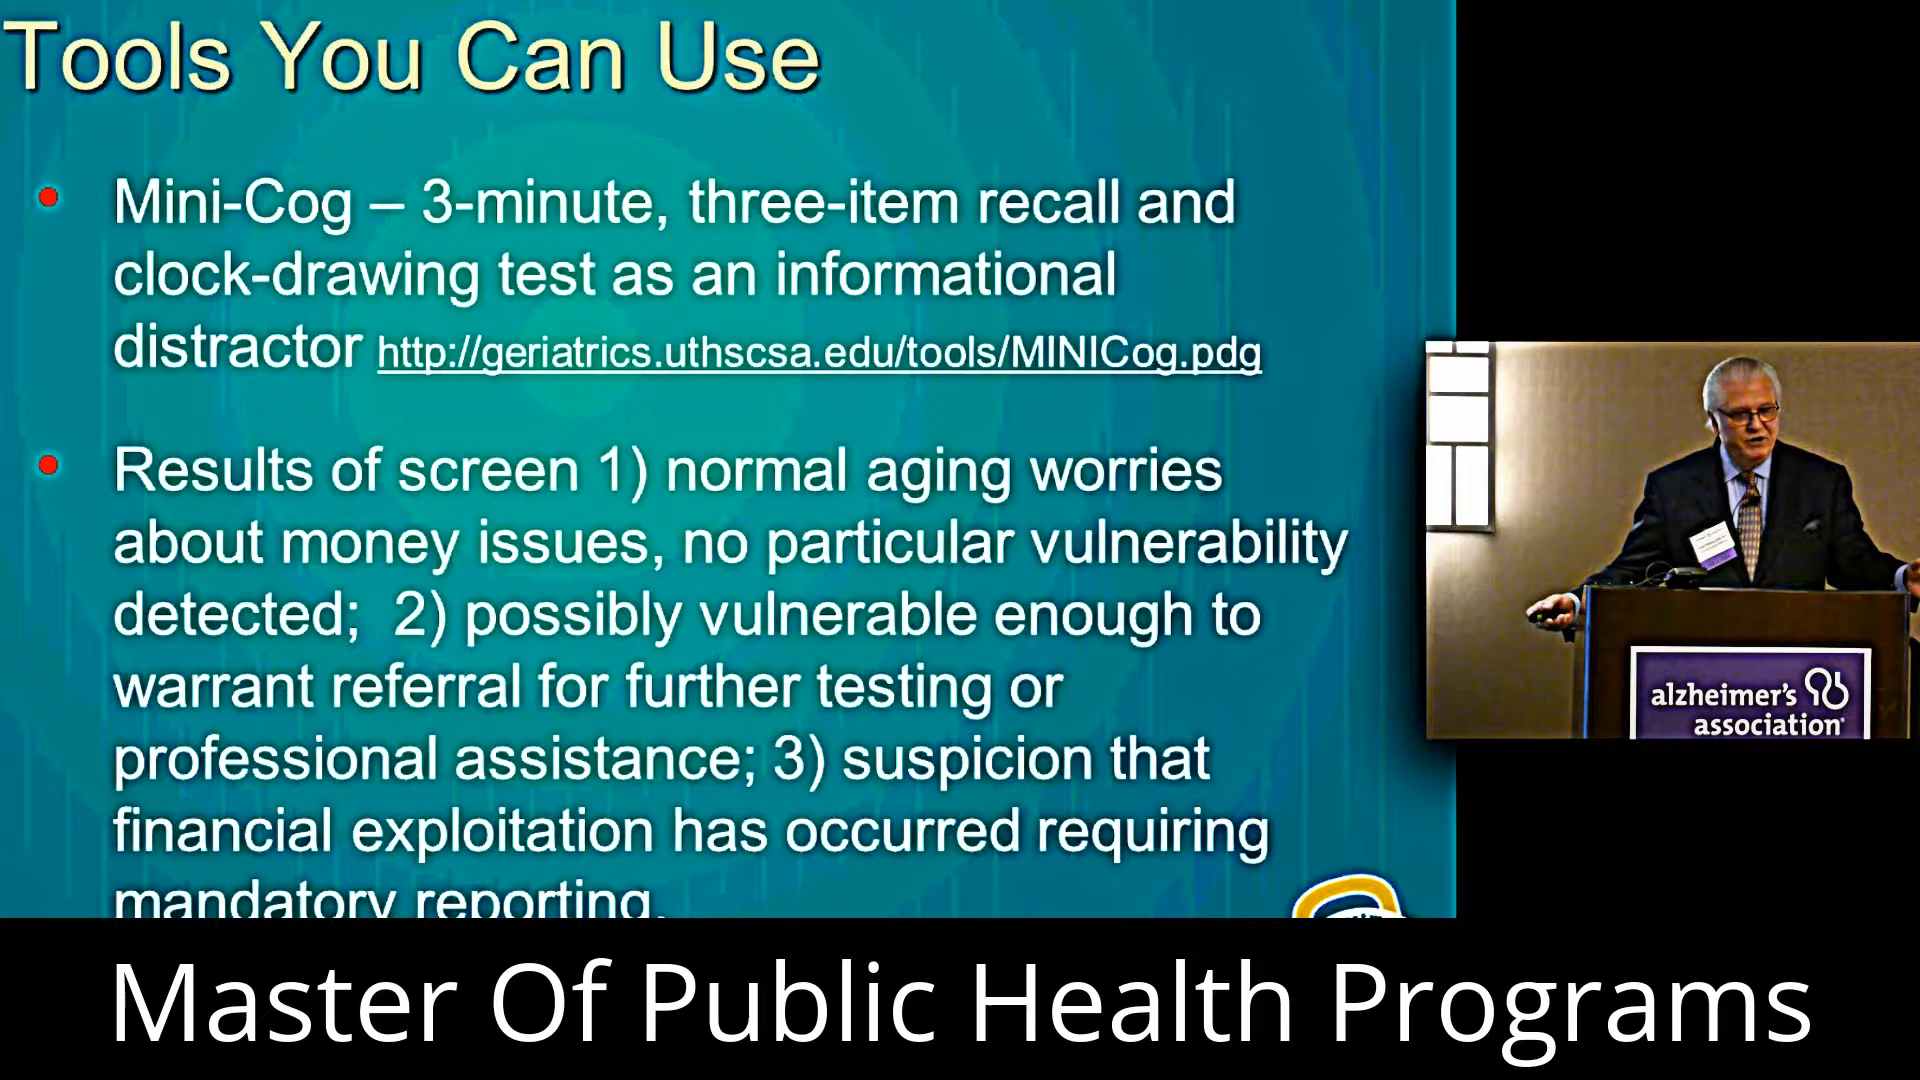 Tools You Can Use
• Mini-Cog – 3-minute, three-item recall and
clock-drawing test as an informational
distractor http://geriatrics.uthscsa.edu/tools/MINICog.pdg
• Results of screen 1) normal aging worries
about money issues, no particular vulnerability
detected; 2) possibly vulnerable enough to
warrant referral for further testing or
professional assistance; 3) suspicion that
financial exploitation has occurred requiring
mandatory reporting.
alzheimer's
association
Master Of Public Health Programs